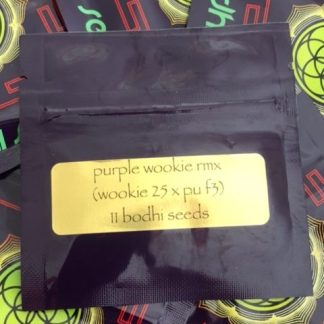 purple wookie rmx
(wookie 25 x pu f3)
11 bodhi seeds